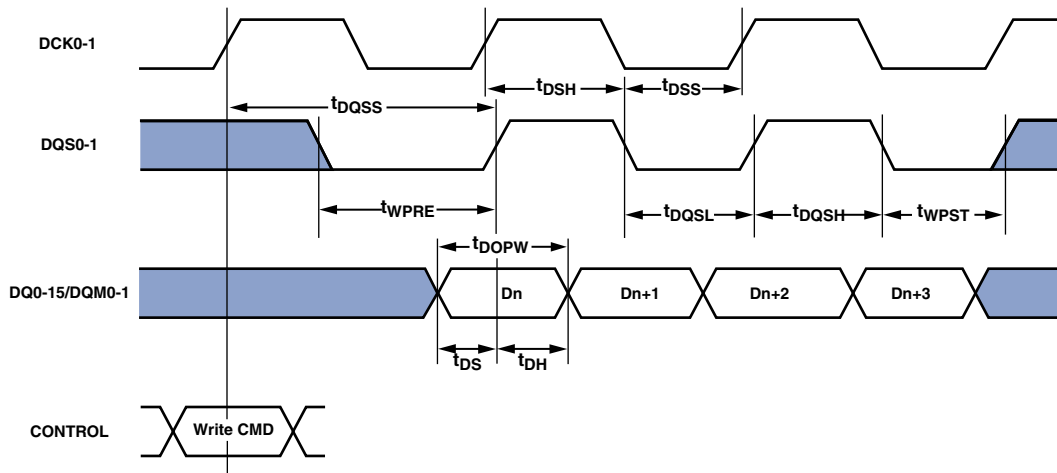 DCK0-1
tDSH
tDSS
tDQSS
DQS0-1
tWPRE
tDQSL
tDQSH
tWPST
tDOPW
DQ0-15/DQM0-1
Dn
Dn+1
Dn+2
Dn+3
tDS
tDH
CONTROL
Write CMD